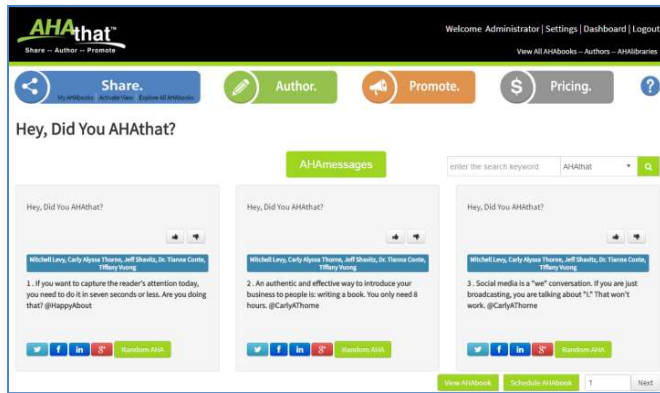 AHAthat™
Share -- Author -- Promote
Welcome Administrator | Settings | Dashboard | Logout
View All AHAbooks -- Authors -- AHAlibraries
Share.
My AHAbooks Activate View Explore All AHAbooks
Author.
Promote.
$ Pricing.
?
Hey, Did You AHAthat?
AHAmessages
enter the search keyword AHAthat
Hey, Did You AHAthat?
Mitchell Levy, Carly Alyssa Thorne, Jeff Shavitz, Dr. Tianna Conte,
Tiffany Vuong
1 . If you want to capture the reader's attention today,
you need to do it in seven seconds or less. Are you doing
that? @HappyAbout
f in g+ Random AHA
Hey, Did You AHAthat?
Mitchell Levy, Carly Alyssa Thorne, Jeff Shavitz, Dr. Tianna Conte,
Tiffany Vuong
2 . An authentic and effective way to introduce your
business to people is: writing a book. You only need 8
hours. @CarlyAThorne
f in g+ Random AHA
Hey, Did You AHAthat?
Mitchell Levy, Carly Alyssa Thorne, Jeff Shavitz, Dr. Tianna Conte,
Tiffany Vuong
3 . Social media is a "we" conversation. If you are just
broadcasting, you are talking about "I." That won't
work. @CarlyAThorne
f in g+ Random AHA
View AHAbook Schedule AHAbook 1 Next